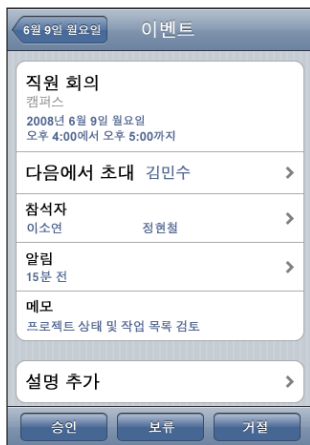 6월 9일 월요일 이벤트
직원 회의
캠퍼스
2008년 6월 9일 월요일
오후 4:00에서 오후 5:00까지
다음에서 초대 김민수
참석자
이소연 정현철
알림
15분 전
메모
프로젝트 상태 및 작업 목록 검토
설명 추가
승인 보류 거절